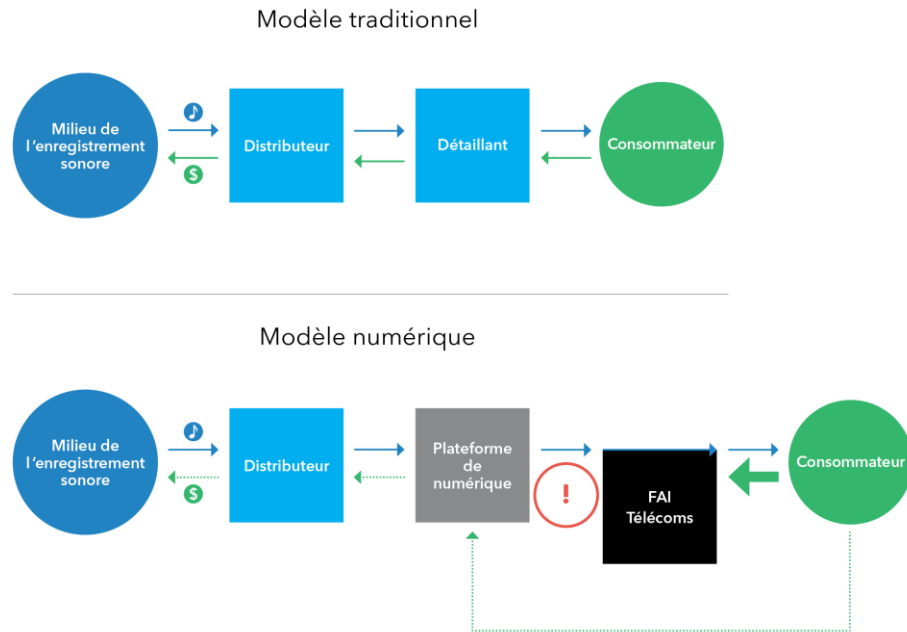 Modèle traditionnel
Milieu de
l'enregistrement
sonore
$
Distributeur
Détaillant
Consommateur
Modèle numérique
Milieu de
l'enregistrement
sonore
$
Distributeur
Plateforme
de
numérique
!
FAI
Télécoms
Consommateur